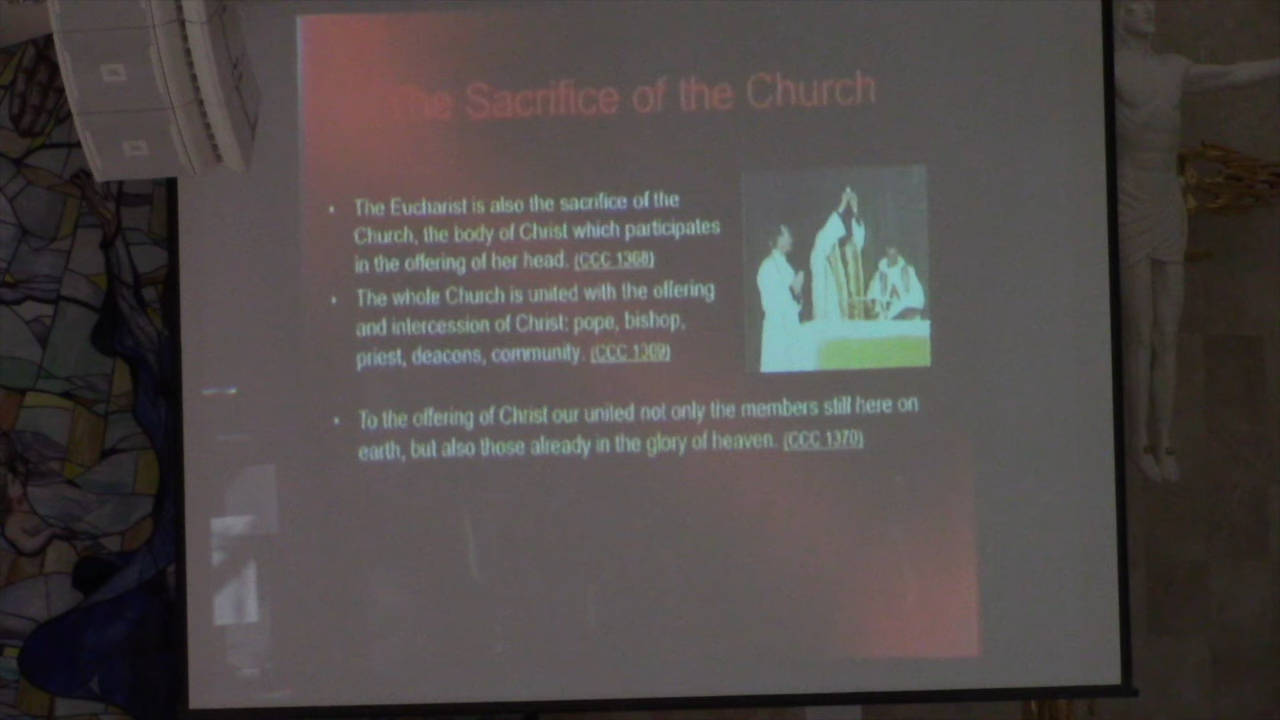 The Sacrifice of the Church
• The Eucharist is also the sacrifice of the
Church, the body of Christ which participates
in the offering of her head. (CCC 1368)
• The whole Church is united with the offering
and intercession of Christ: pope, bishop,
priest, deacons, community. (CCC 1369)
• To the offering of Christ our united not only the members still here on
earth, but also those already in the glory of heaven. (CCC 1370)